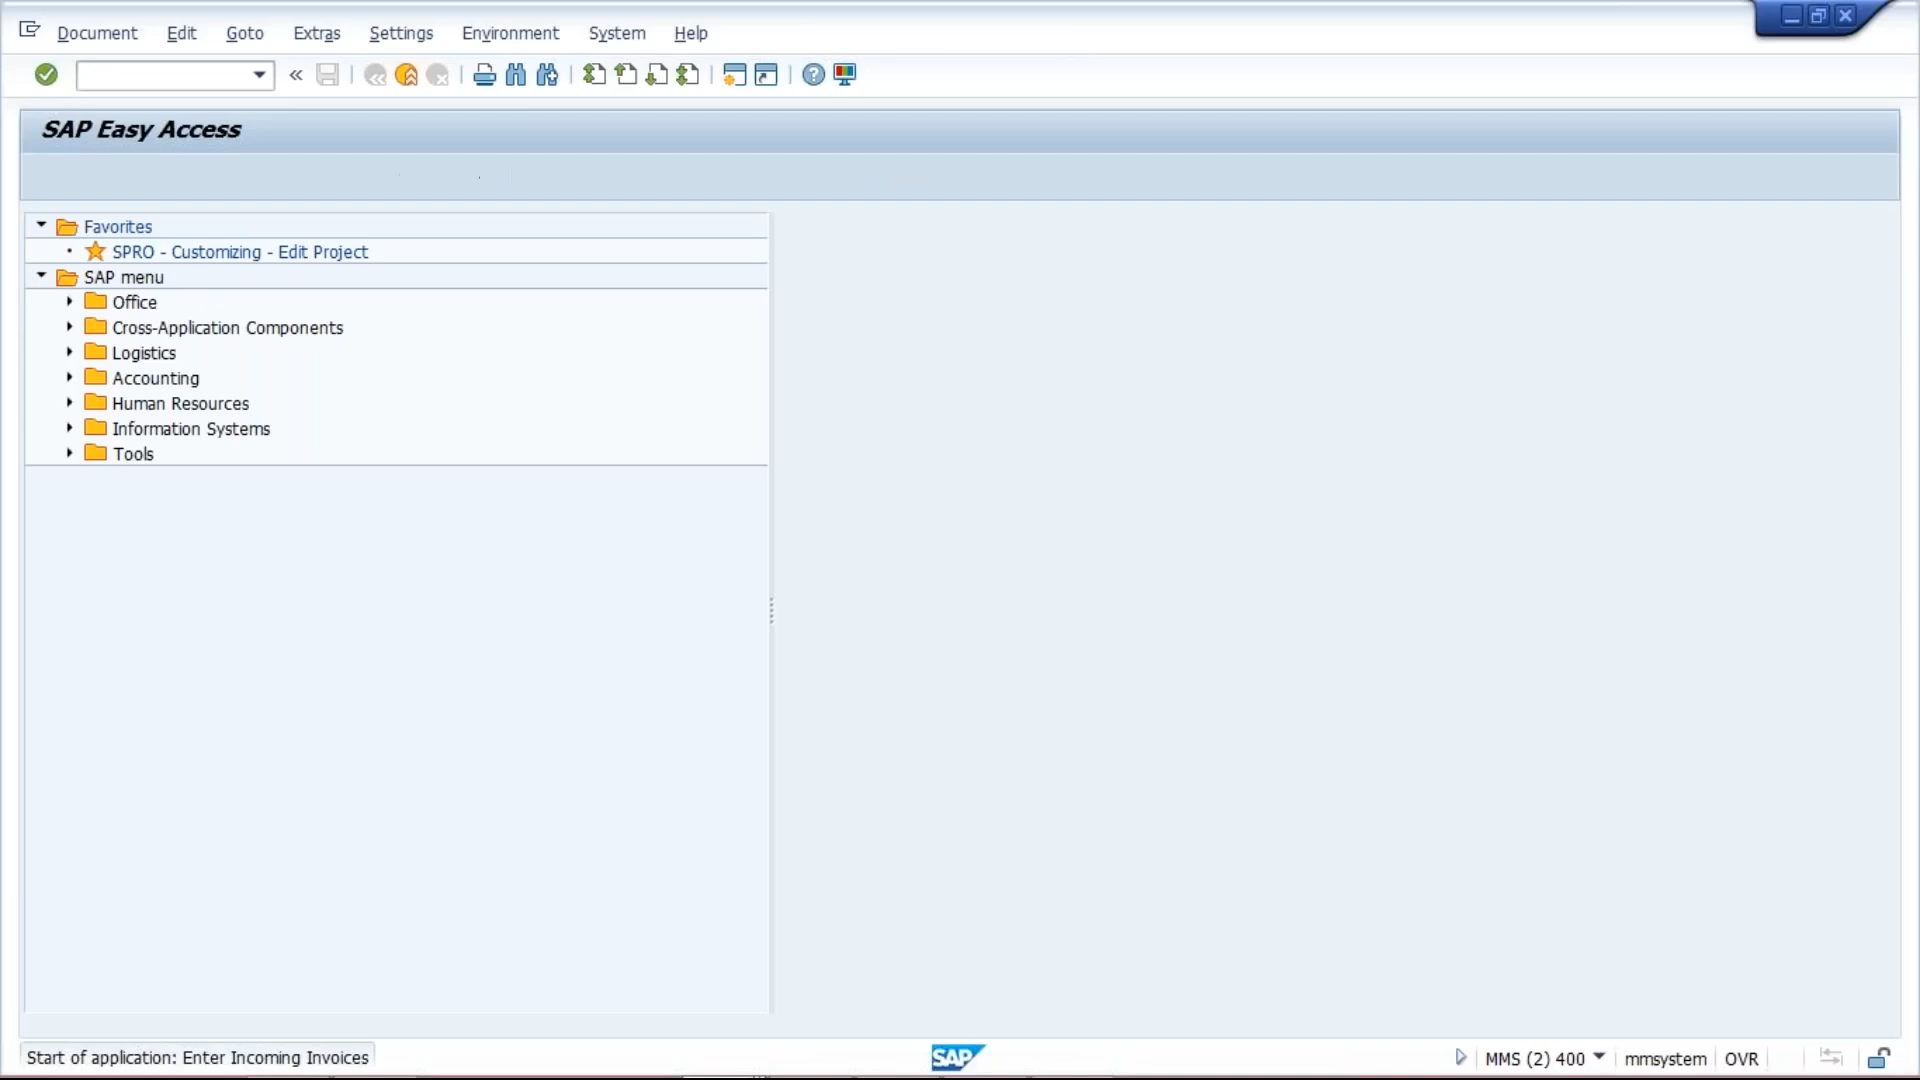 Document Edit Goto Extras Settings Environment System Help
SAP Easy Access
Favorites
SPRO - Customizing - Edit Project
SAP menu
Office
Cross-Application Components
Logistics
Accounting
Human Resources
Information Systems
Tools
Start of application: Enter Incoming Invoices SAP MMS (2) 400 mmsystem OVR